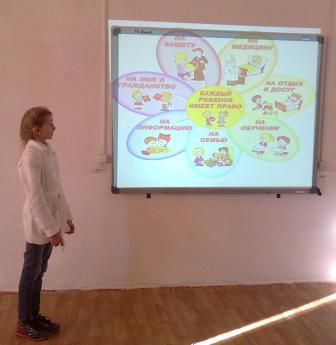 НА
ЗАЩИТУ
НА
МЕДИЦИНУ
НА ИМЯ И
ГРАЖДАНСТВО
НА ОТДЫХ
И ДОСУГ
КАЖДЫЙ
РЕБЕНОК
ИМЕЕТ ПРАВО
НА
ИНФОРМАЦИЮ
НА
ОБУЧЕНИЕ
НА
СЕМЬЮ